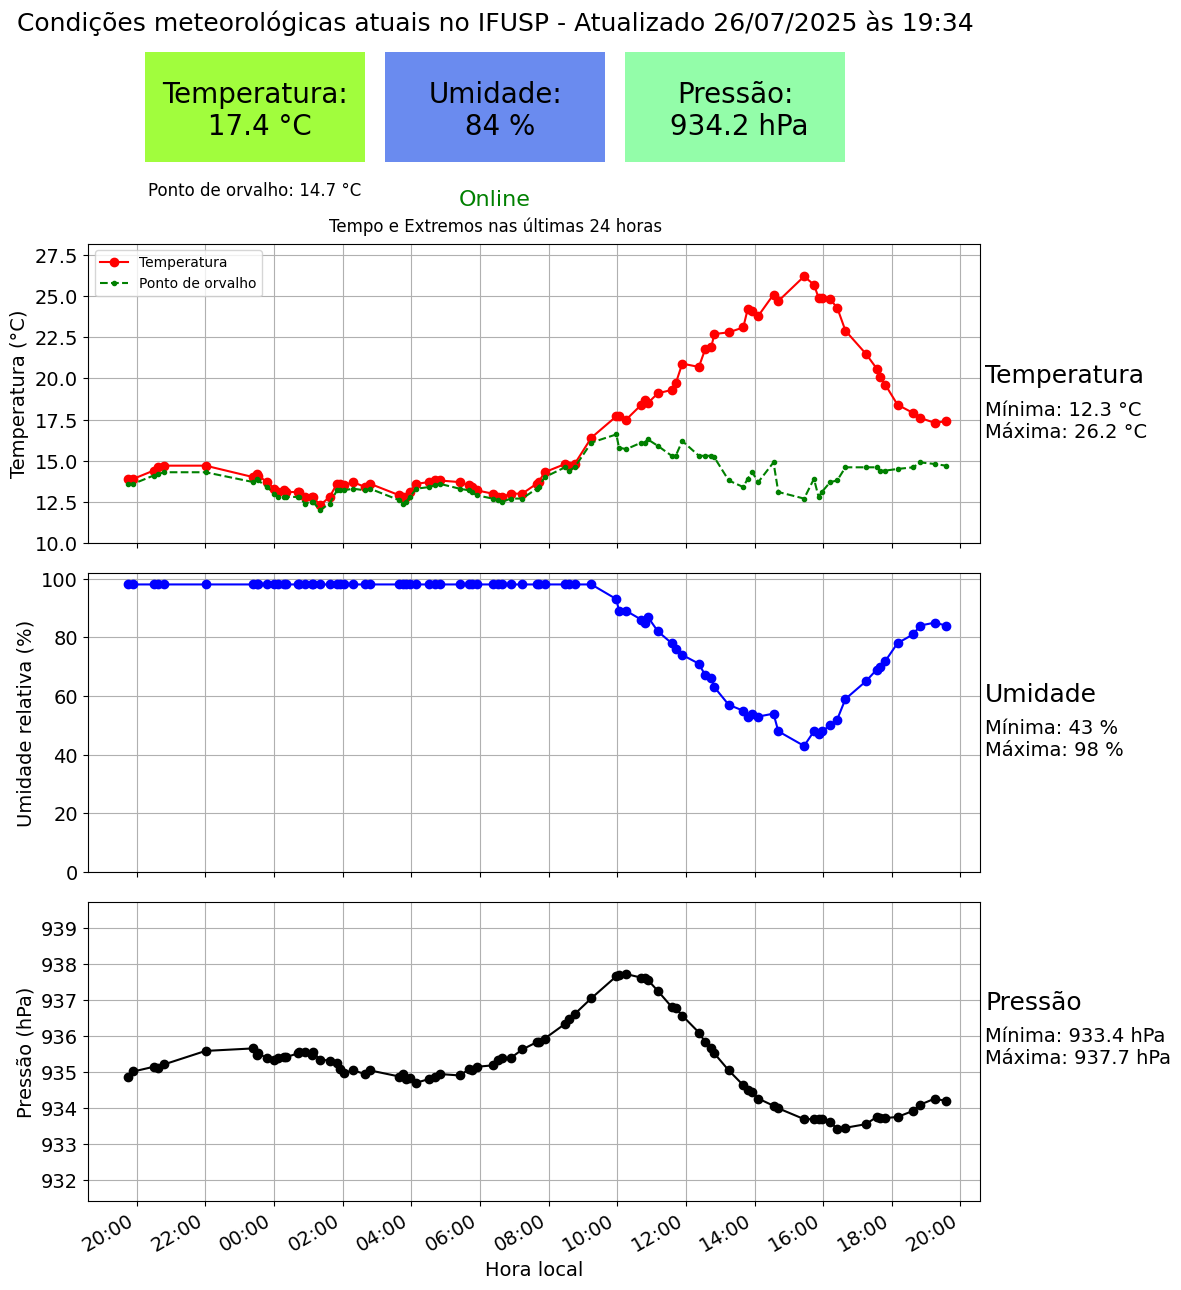 Condições meteorológicas atuais no IFUSP - Atualizado 26/07/2025 às 19:34
Temperatura:
17.4 °C
Umidade:
84 %
Pressão:
934.2 hPa
Ponto de orvalho: 14.7 °C
Online
Tempo e Extremos nas últimas 24 horas
Temperatura
Ponto de orvalho
Temperatura (°C)
27.5
25.0
22.5
20.0
17.5
15.0
12.5
10.0
Temperatura
Mínima: 12.3 °C
Máxima: 26.2 °C
Umidade relativa (%)
100
80
60
40
20
0
Umidade
Mínima: 43 %
Máxima: 98 %
Pressão (hPa)
939
938
937
936
935
934
933
932
Pressão
Mínima: 933.4 hPa
Máxima: 937.7 hPa
20:00 22:00 00:00 02:00 04:00 06:00 08:00 10:00 12:00 14:00 16:00 18:00 20:00
Hora local